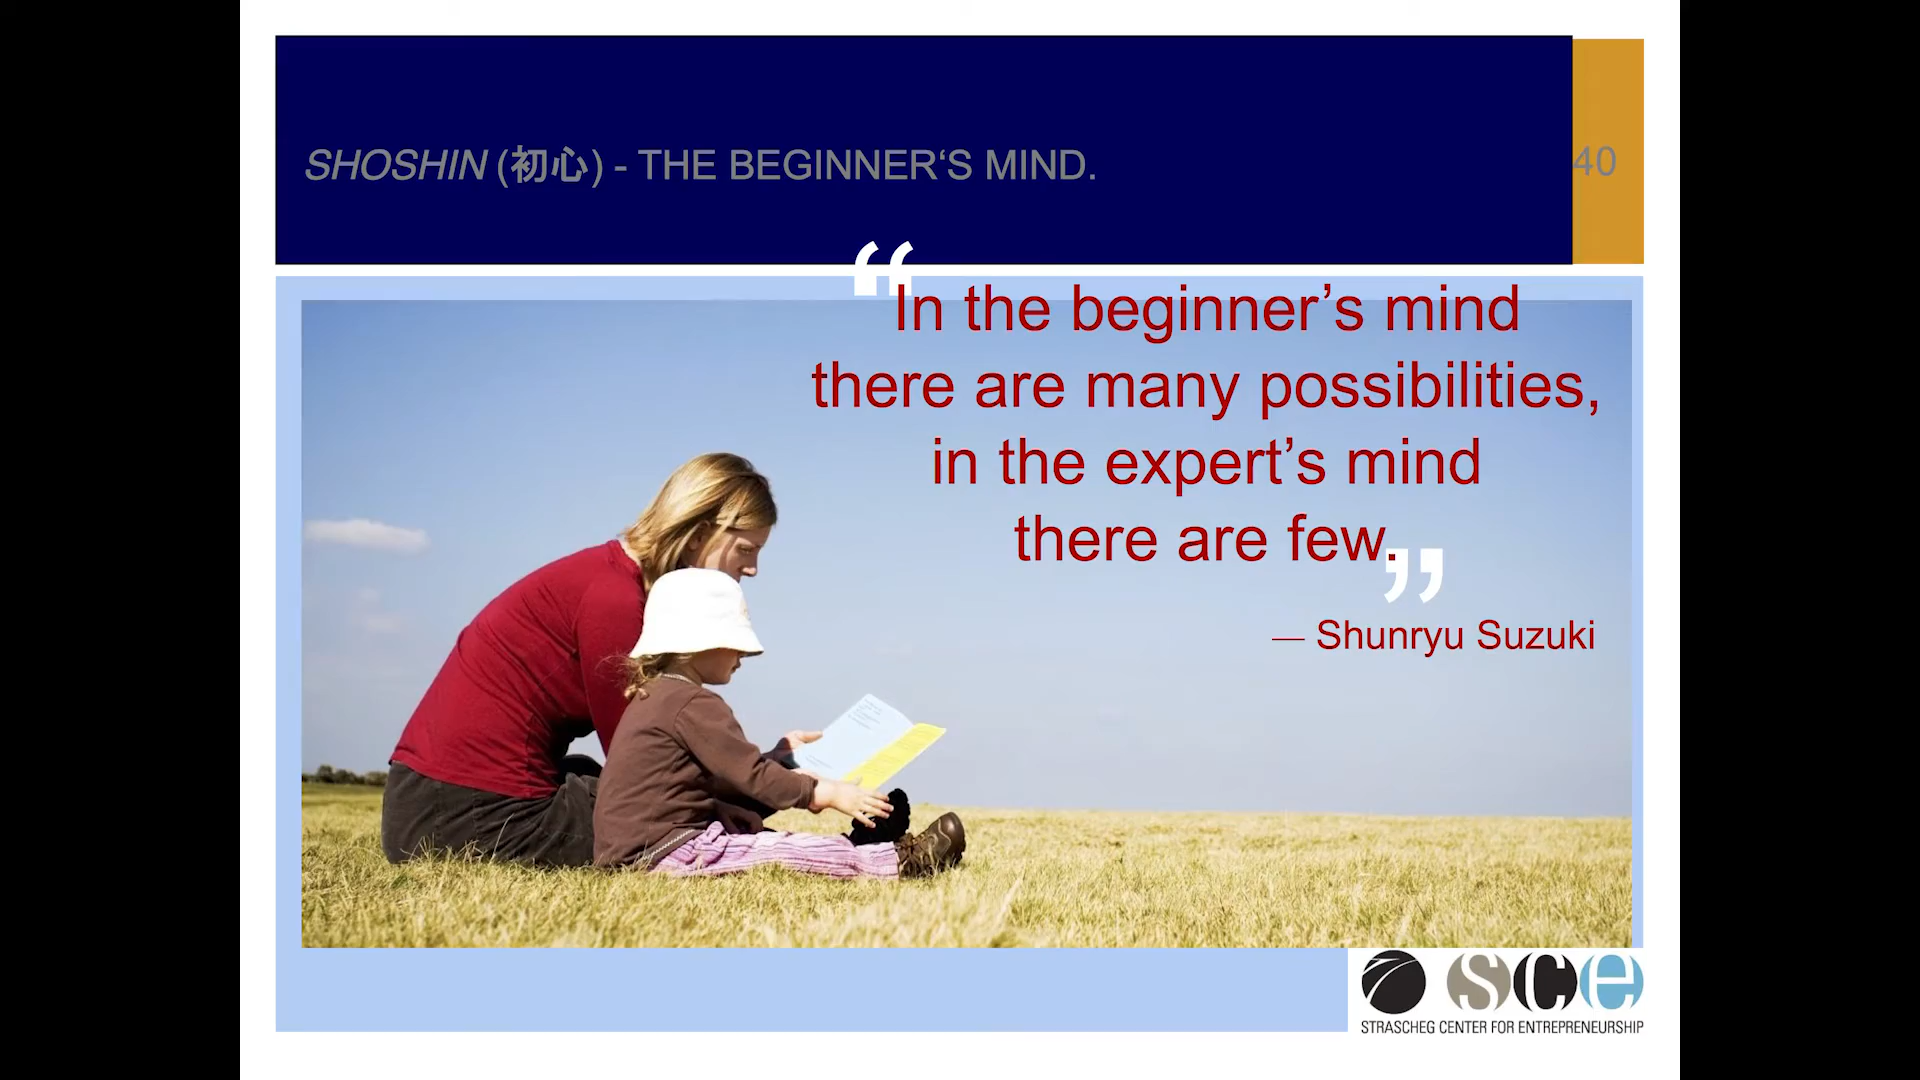 SHOSHIN (初心) - THE BEGINNER‘S MIND.
40
“In the beginner’s mind
there are many possibilities,
in the expert’s mind
there are few.”
— Shunryu Suzuki
sce
STRASCHEG CENTER FOR ENTREPRENEURSHIP